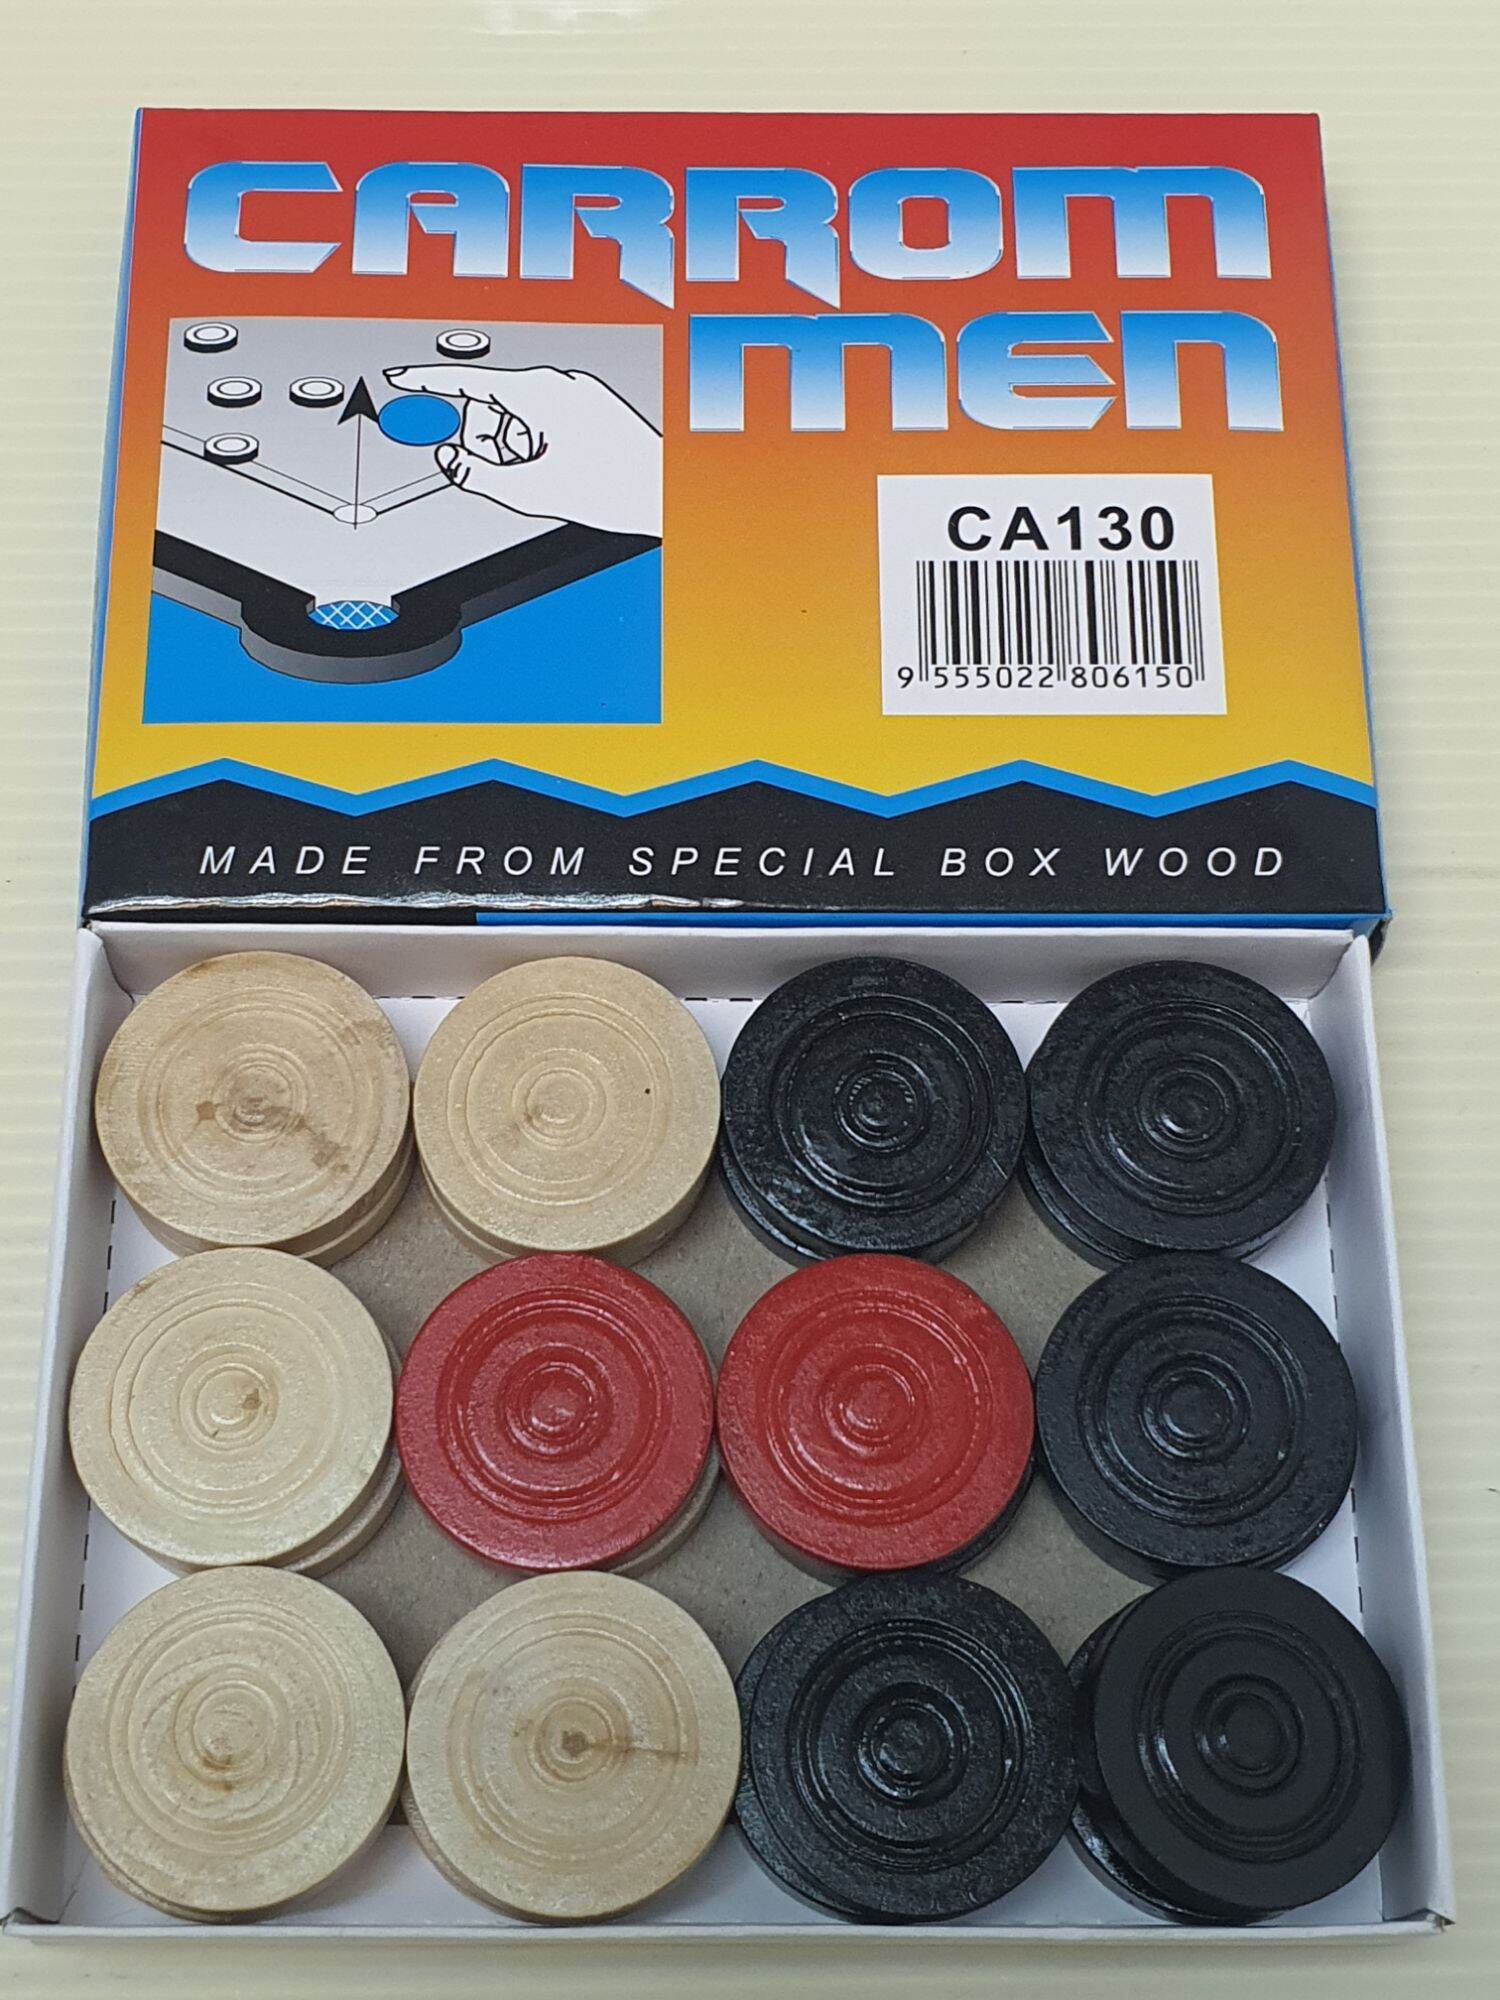 CARROM
MEN
CA130
9 555022 806150
MADE FROM SPECIAL BOX WOOD